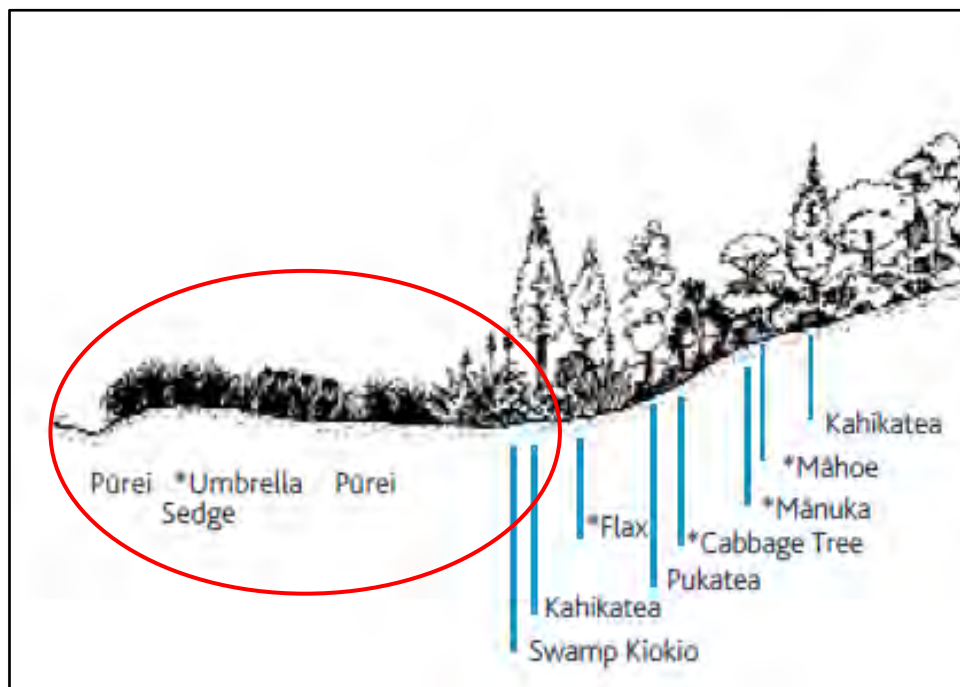 Pūrei *Umbrella Pūrei
Sedge
Kahikatea
*Māhoe
*Mānuka
*Flax
*Cabbage Tree
Pukatea
Kahikatea
Swamp Kiokio